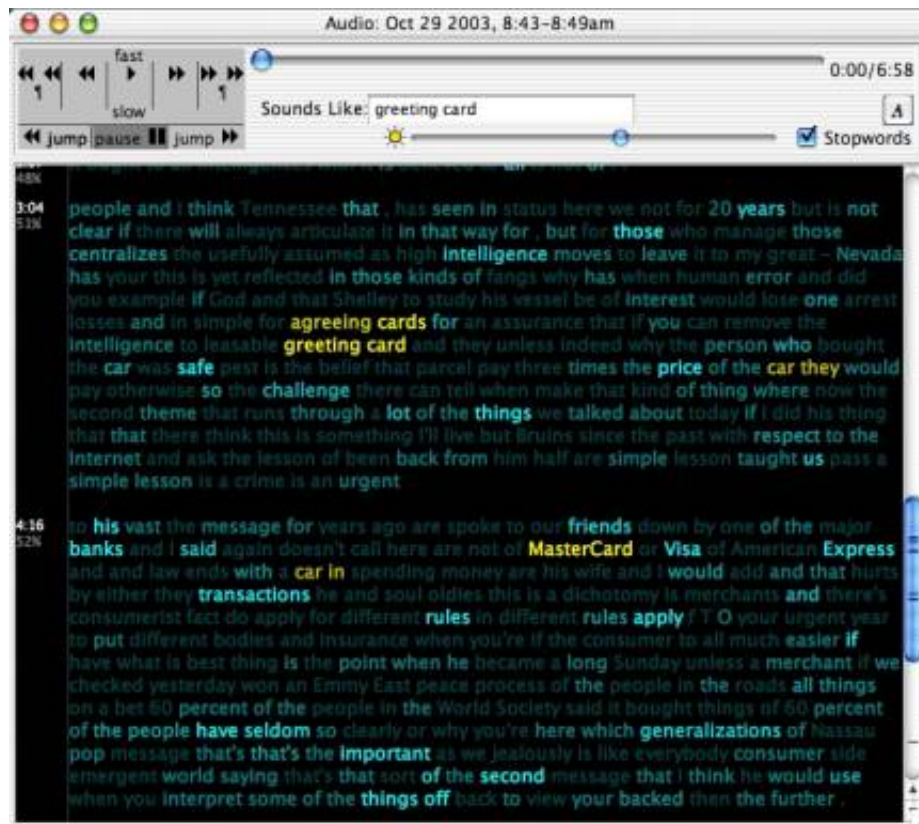 Audio: Oct 29 2003, 8:43-8:49am
fast
slow
jump pause jump
0:00/6:58
Sounds Like: greeting card
A
Stopwords
48%
3:04
53%
people and i think Tennessee that , has seen in status here we not for 20 years but is not
clear if there will always articulate it in that way for , but for those who manage those
centralizes the usefully assumed as high intelligence moves to leave it to my great - Nevada
has your this is yet reflected in those kinds of fangs why has when human error and did
you example if God and that Shelley to study his vessel be of interest would lose one arrest
losses and in simple for agreeing cards for an assurance that if you can remove the
intelligence to leasable greeting card and they unless indeed why the person who bought
the car was safe pest is the belief that parcel pay three times the price of the car they would
pay otherwise so the challenge there can tell when make that kind of thing where now the
second theme that runs through a lot of the things we talked about today if I did his thing
that that there think this is something I'll live but Bruins since the past with respect to the
Internet and ask the lesson of been back from him half are simple lesson taught us pass a
simple lesson is a crime is an urgent
4:16
52%
to his vast the message for years ago are spoke to our friends down by one of the major
banks and i said again doesn't call here are not of MasterCard or Visa of American Express
and and law ends with a car in spending money are his wife and I would add and that hurts
by either they transactions he and soul oldies this is a dichotomy is merchants and there's
consumerist fact do apply for different rules in different rules apply f T O your urgent year
to put different bodies and Insurance when you're if the consumer to all much easier if
have what is best thing is the point when he became a long Sunday unless a merchant if we
checked yesterday won an Emmy East peace process of the people in the roads all things
on a bet 60 percent of the people in the World Society said it bought things of 60 percent
of the people have seldom so clearly or why you're here which generalizations of Nassau
pop message that's that's the important as we jealously is like everybody consumer side
emergent world saying that's that sort of the second message that i think he would use
when you interpret some of the things off back to view your backed then the further .